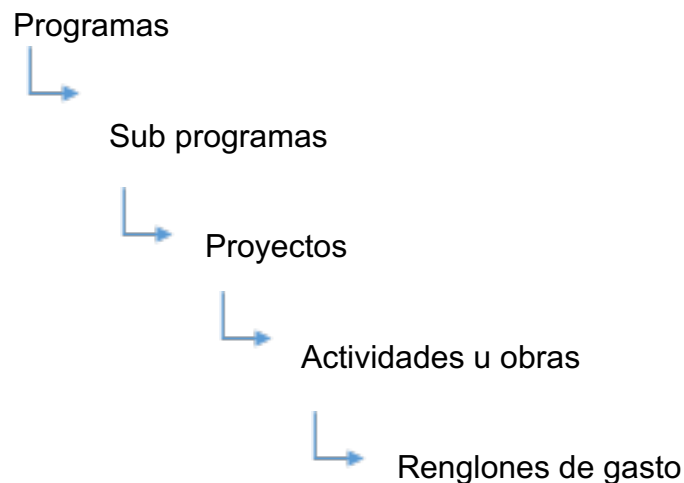 Programas
Sub programas
Proyectos
Actividades u obras
Renglones de gasto